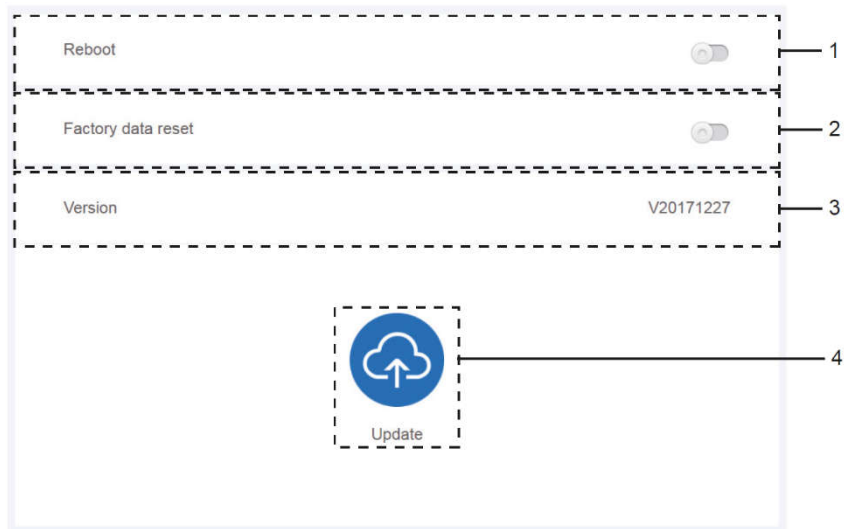 Reboot
1
Factory data reset
2
Version V20171227
3
4
Update